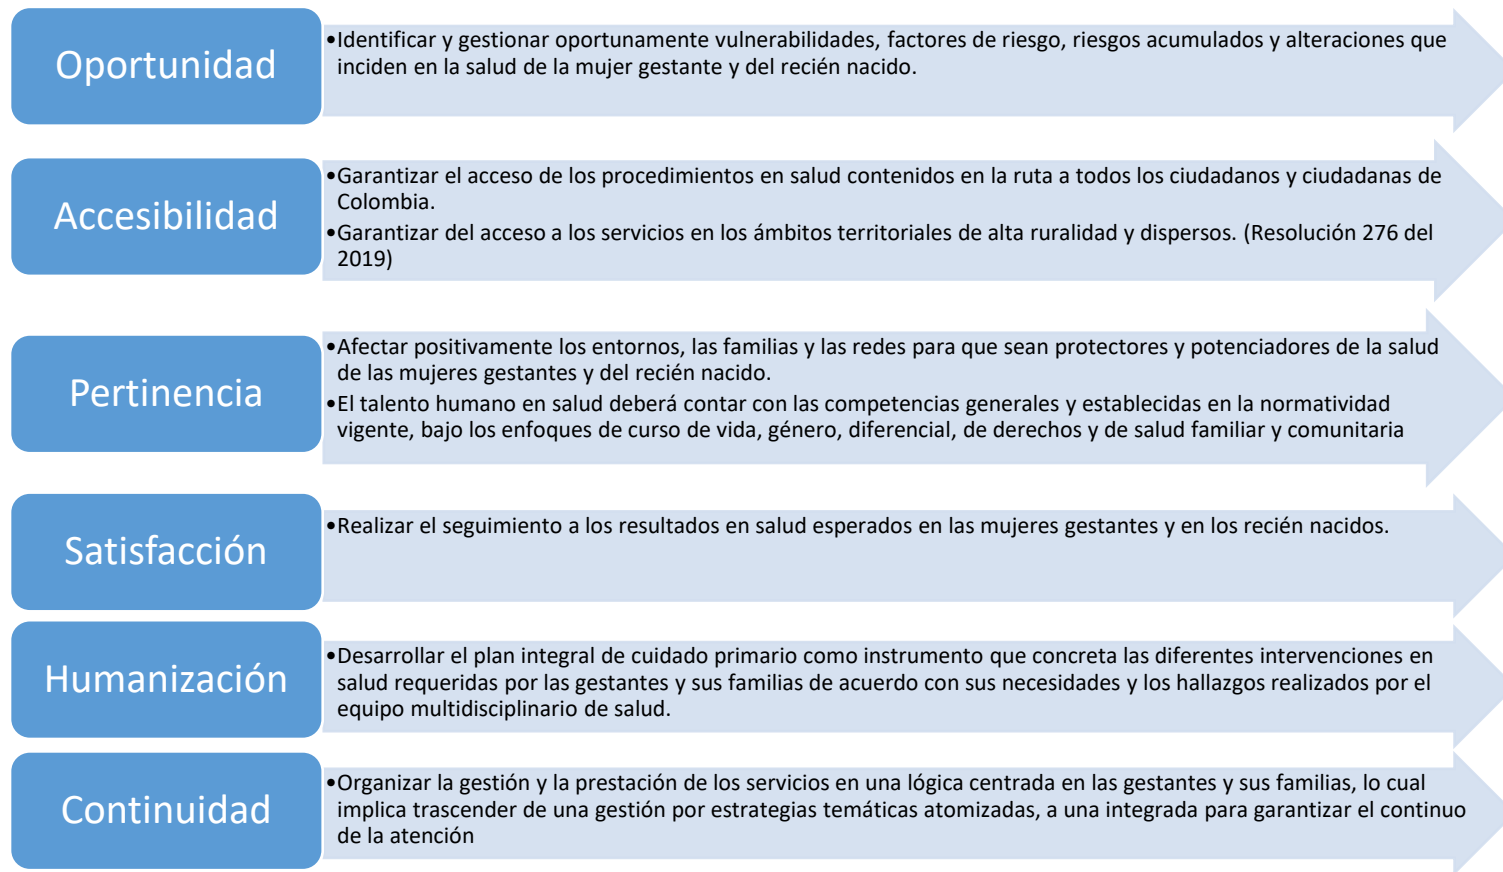 Oportunidad
•Identificar y gestionar oportunamente vulnerabilidades, factores de riesgo, riesgos acumulados y alteraciones que
inciden en la salud de la mujer gestante y del recién nacido.
Accesibilidad
•Garantizar el acceso de los procedimientos en salud contenidos en la ruta a todos los ciudadanos y ciudadanas de
Colombia.
•Garantizar del acceso a los servicios en los ámbitos territoriales de alta ruralidad y dispersos. (Resolución 276 del
2019)
Pertinencia
•Afectar positivamente los entornos, las familias y las redes para que sean protectores y potenciadores de la salud
de las mujeres gestantes y del recién nacido.
•El talento humano en salud deberá contar con las competencias generales y establecidas en la normatividad
vigente, bajo los enfoques de curso de vida, género, diferencial, de derechos y de salud familiar y comunitaria
Satisfacción
•Realizar el seguimiento a los resultados en salud esperados en las mujeres gestantes y en los recién nacidos.
Humanización
•Desarrollar el plan integral de cuidado primario como instrumento que concreta las diferentes intervenciones en
salud requeridas por las gestantes y sus familias de acuerdo con sus necesidades y los hallazgos realizados por el
equipo multidisciplinario de salud.
Continuidad
•Organizar la gestión y la prestación de los servicios en una lógica centrada en las gestantes y sus familias, lo cual
implica trascender de una gestión por estrategias temáticas atomizadas, a una integrada para garantizar el continuo
de la atención